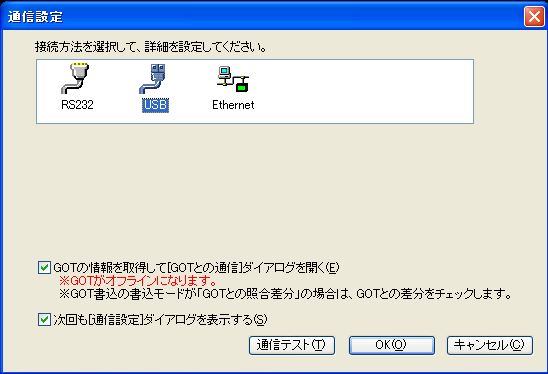 通信設定
接続方法を選択して、詳細を設定してください。
RS232 USB Ethernet
GOTの情報を取得して[GOTとの通信]ダイアログを開く(E)
※GOTがオフラインになります。
※GOT書込の書込モードが「GOTとの照合差分」の場合は、GOTとの差分をチェックします。
次回も[通信設定]ダイアログを表示する(S)
通信テスト(T) OK(O) キャンセル(C)